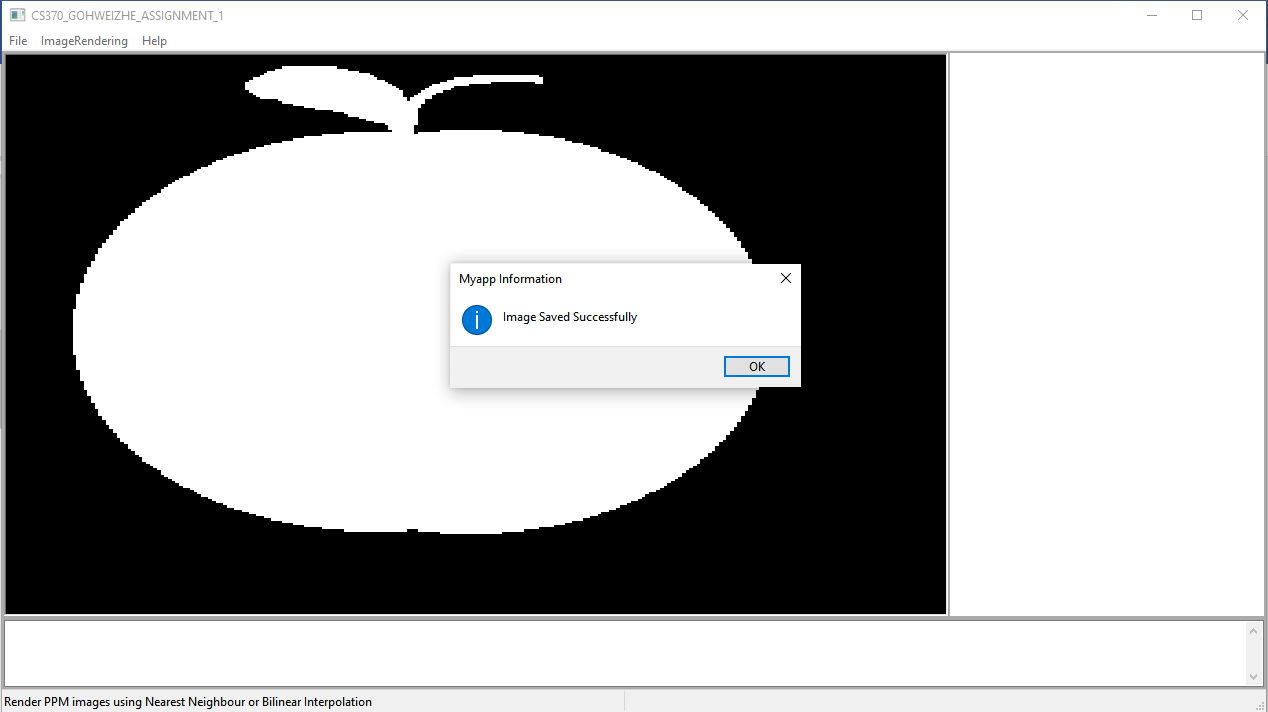 CS370_GOHWEIZHE_ASSIGNMENT_1
File ImageRendering Help
Myapp Information
Image Saved Successfully
OK
Render PPM images using Nearest Neighbour or Bilinear Interpolation